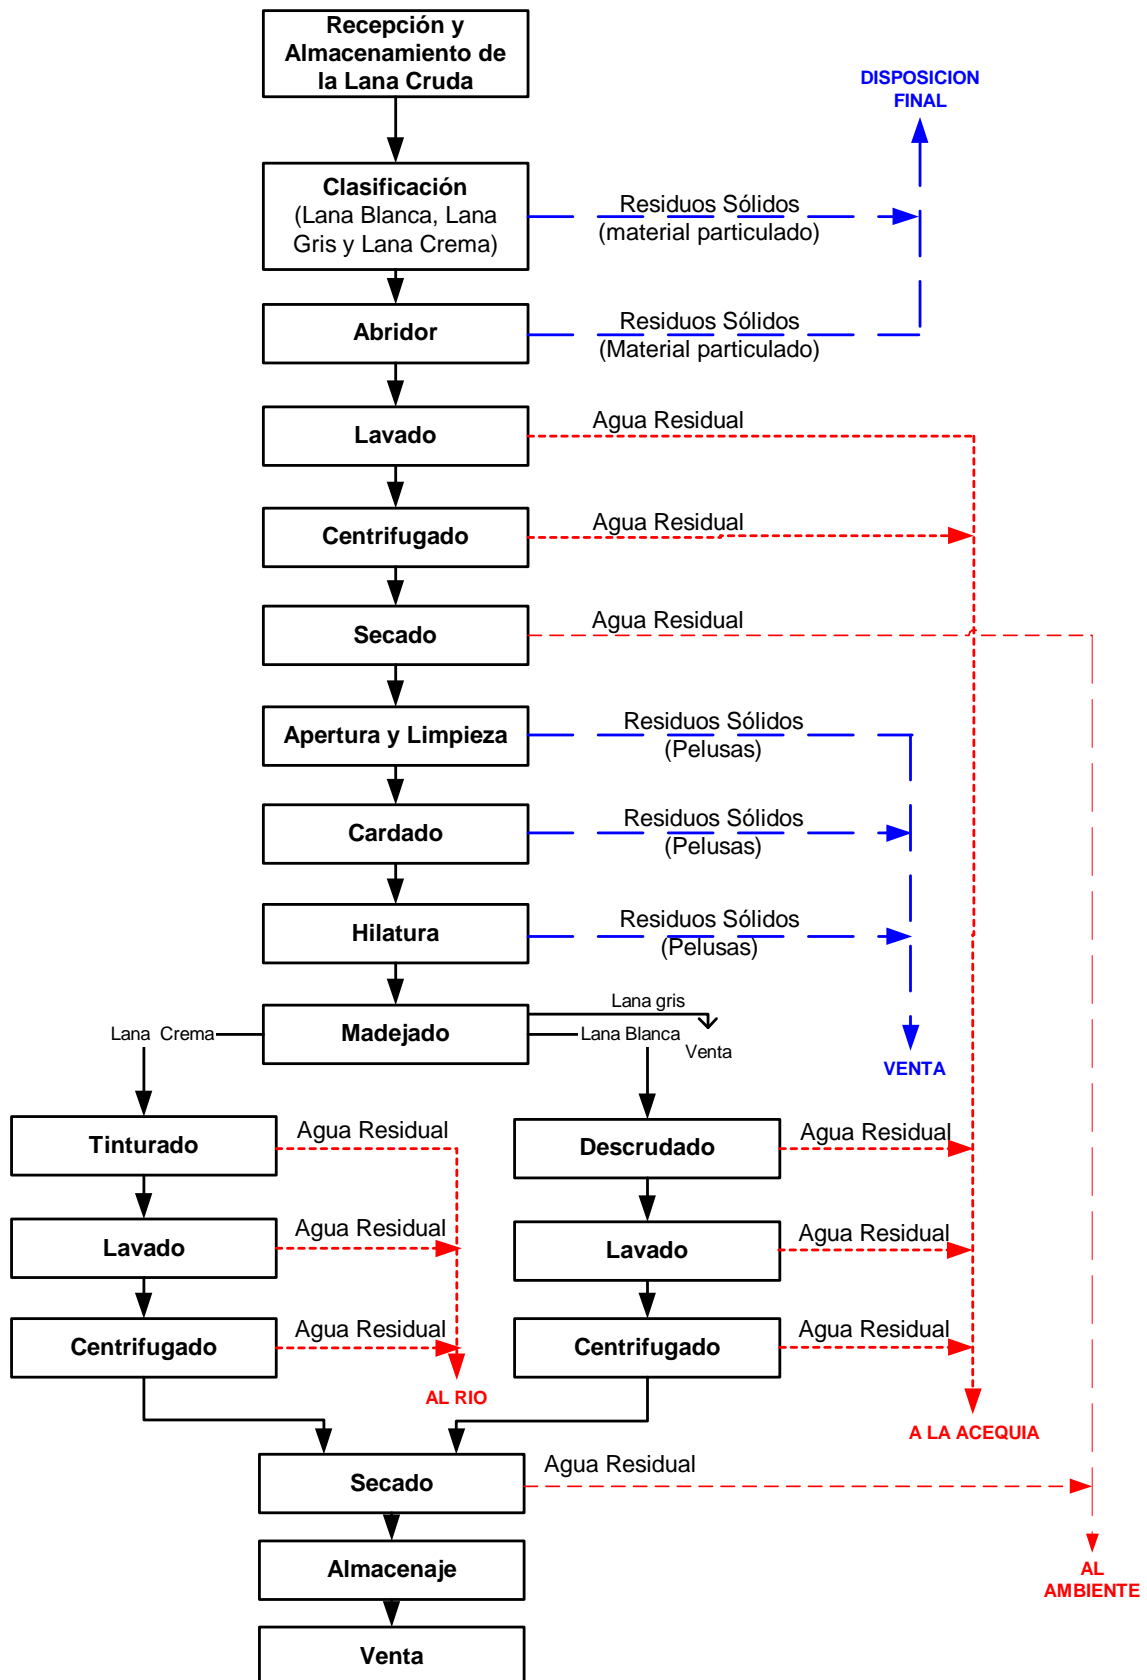 Recepción y
Almacenamiento de
la Lana Cruda
DISPOSICION
FINAL
Clasificación
(Lana Blanca, Lana
Gris y Lana Crema)
Residuos Sólidos
(material particulado)
Abridor
Residuos Sólidos
(Material particulado)
Lavado
Agua Residual
Centrifugado
Agua Residual
Secado
Agua Residual
Apertura y Limpieza
Residuos Sólidos
(Pelusas)
Cardado
Residuos Sólidos
(Pelusas)
Hilatura
Residuos Sólidos
(Pelusas)
Lana gris
Lana Crema
Madejado
Lana Blanca
Venta
VENTA
Tinturado
Agua Residual
Descrudado
Agua Residual
Lavado
Agua Residual
Lavado
Agua Residual
Centrifugado
Agua Residual
Centrifugado
Agua Residual
AL RIO
A LA ACEQUIA
Secado
Agua Residual
Almacenaje
AL
AMBIENTE
Venta